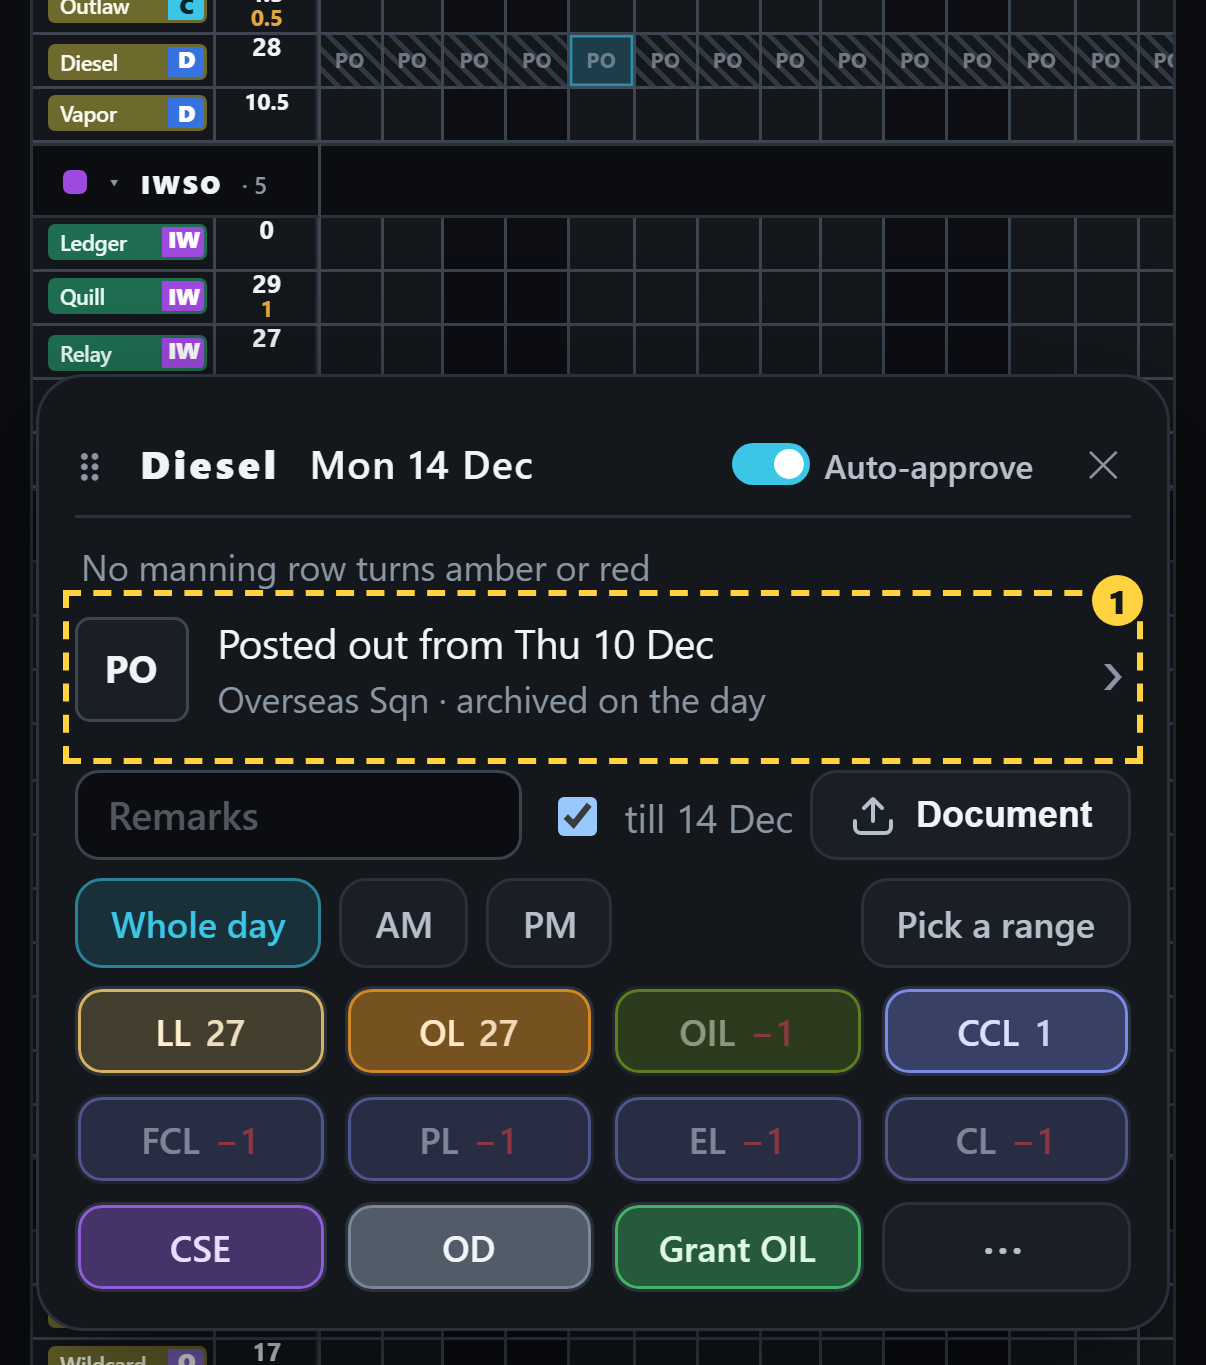 Outlaw C
0.5
Diesel D 28 PO PO PO PO PO PO PO PO PO PO PO PO PO
Vapor D 10.5
IWSO · 5
Ledger IW 0
Quill IW 29
1
Relay IW 27
Diesel Mon 14 Dec Auto-approve
No manning row turns amber or red
1
PO Posted out from Thu 10 Dec
Overseas Sqn · archived on the day
Remarks till 14 Dec Document
Whole day AM PM Pick a range
LL 27 OL 27 OIL −1 CCL 1
FCL −1 PL −1 EL −1 CL −1
CSE OD Grant OIL ...
Wildcard 17